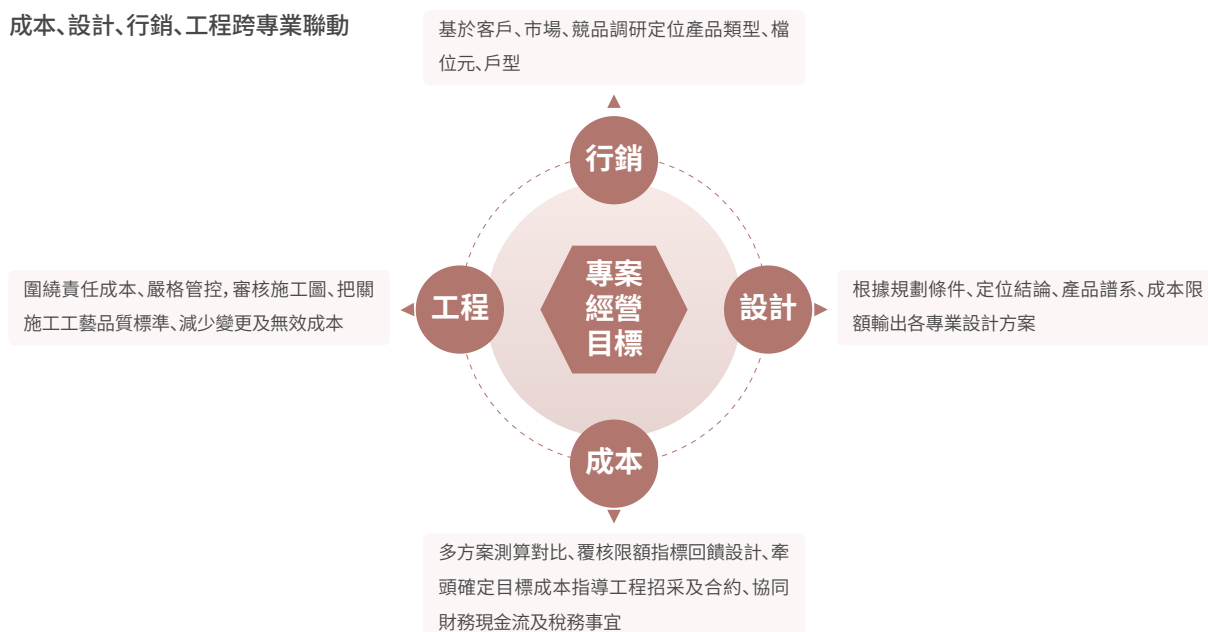 成本、設計、行銷、工程跨專業聯動
基於客戶、市場、競品調研定位產品類型、檔
位元、戶型
行銷
專案
經營
目標
工程
設計
成本
圍繞責任成本、嚴格管控，審核施工圖、把關
施工工藝品質標準、減少變更及無效成本
根據規劃條件、定位結論、產品譜系、成本限
額輸出各專業設計方案
多方案測算對比、覆核限額指標回饋設計、牽
頭確定目標成本指導工程招采及合約、協同
財務現金流及稅務事宜